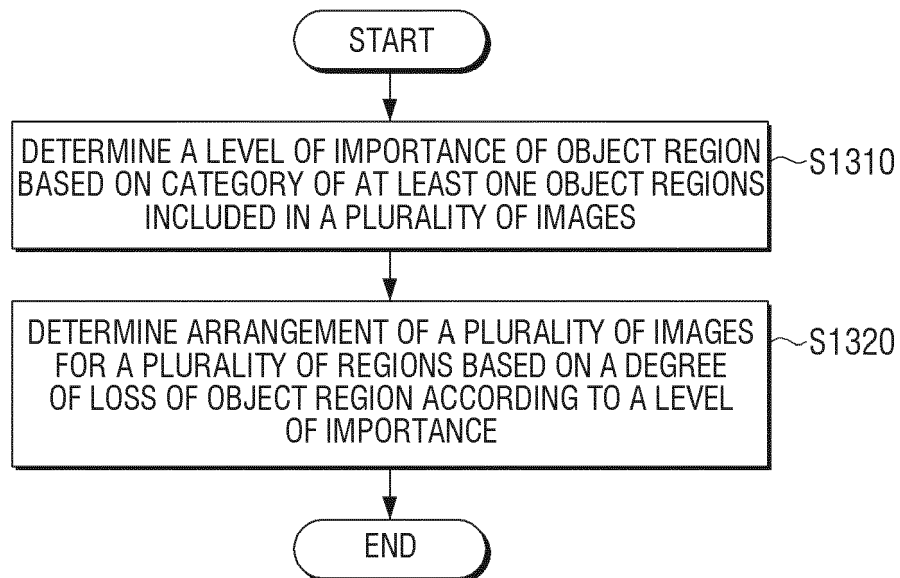 START
DETERMINE A LEVEL OF IMPORTANCE OF OBJECT REGION
BASED ON CATEGORY OF AT LEAST ONE OBJECT REGIONS
INCLUDED IN A PLURALITY OF IMAGES
S1310
DETERMINE ARRANGEMENT OF A PLURALITY OF IMAGES
FOR A PLURALITY OF REGIONS BASED ON A DEGREE
OF LOSS OF OBJECT REGION ACCORDING TO A LEVEL
OF IMPORTANCE
S1320
END